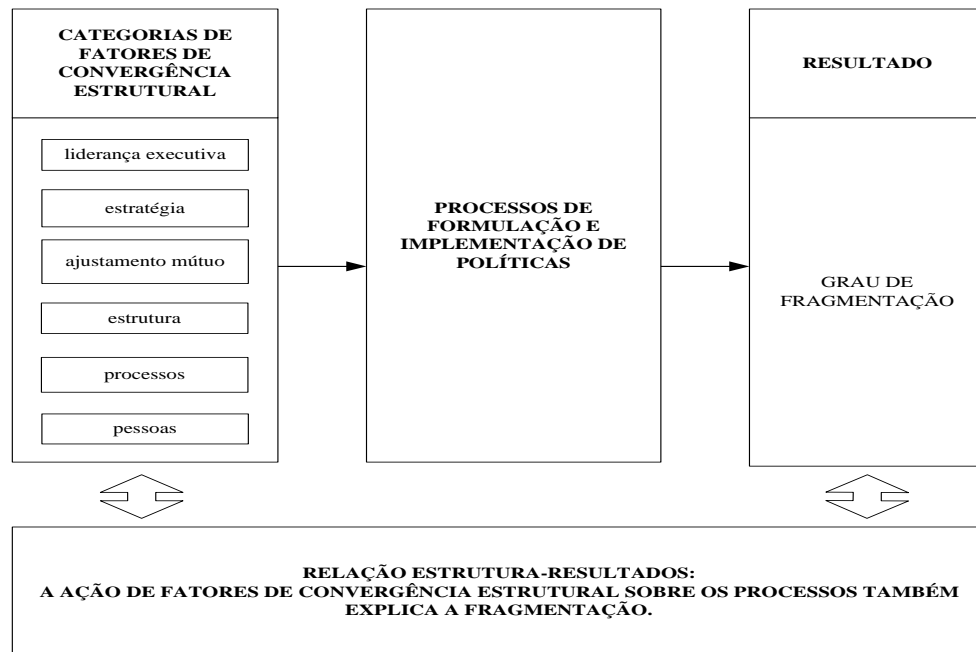 CATEGORIAS DE
FATORES DE
CONVERGÊNCIA
ESTRUTURAL
liderança executiva
estratégia
ajustamento mútuo
estrutura
processos
pessoas
PROCESSOS DE
FORMULAÇÃO E
IMPLEMENTAÇÃO DE
POLÍTICAS
RESULTADO
GRAU DE
FRAGMENTAÇÃO
RELAÇÃO ESTRUTURA-RESULTADOS:
A AÇÃO DE FATORES DE CONVERGÊNCIA ESTRUTURAL SOBRE OS PROCESSOS TAMBÉM
EXPLICA A FRAGMENTAÇÃO.